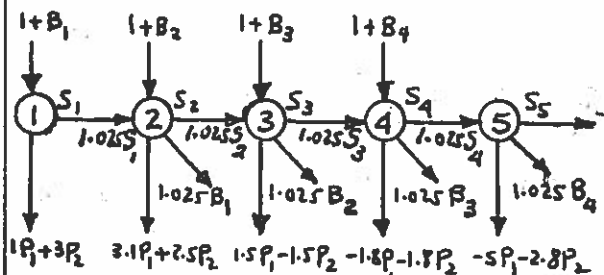 1+B₁ 1+B₂ 1+B₃ 1+B₄
S₁ S₂ S₃ S₄ S₅
1 2 3 4 5
1.025S₁ 1.025S₂ 1.025S₃ 1.025S₄
1.025B₁ 1.025B₂ 1.025B₃ 1.025B₄
1P₁+3P₂ 3.1P₁+2.5P₂ 1.5P₁-1.5P₂ -1.8P₁-1.8P₂ -5P₁-2.8P₂